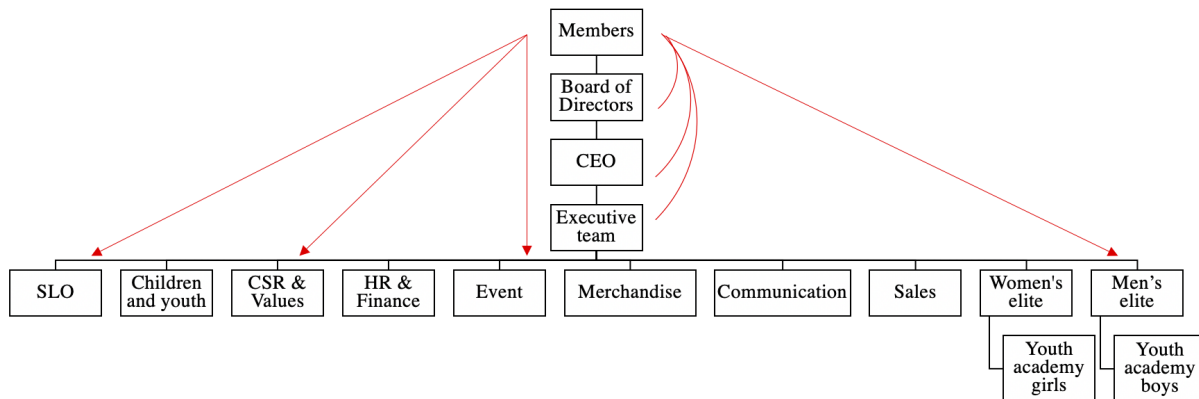 Members
Board of
Directors
CEO
Executive
team
SLO
Children
and youth
CSR &
Values
HR &
Finance
Event
Merchandise
Communication
Sales
Women's
elite
Men’s
elite
Youth
academy
girls
Youth
academy
boys